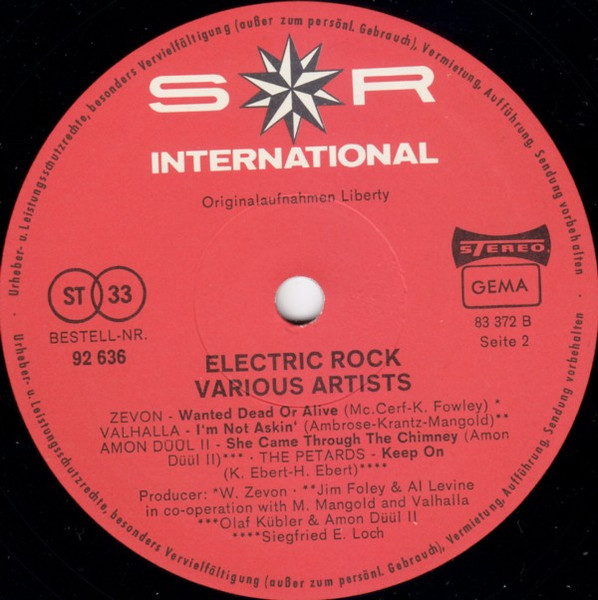 Urheber- u. Leistungsschutzrechte, besonders Vervielfältigung (außer zum persönl. Gebrauch), Vermietung, Aufführung, Sendung vorbehalten ·
S R
INTERNATIONAL
Originalaufnahmen Liberty
STEREO
ST 33
GEMA
BESTELL-NR.
92 636
83 372 B
Seite 2
ELECTRIC ROCK
VARIOUS ARTISTS
ZEVON - Wanted Dead Or Alive (Mc.Cerf-K. Fowley) *
VALHALLA - I'm Not Askin' (Ambrose-Krantz-Mangold)**
AMON DÜÜL II - She Came Through The Chimney (Amon
Düül II)*** · THE PETARDS - Keep On
(K. Ebert-H. Ebert)****
Producer: *W. Zevon · **Jim Foley & Al Levine
in co-operation with M. Mangold and Valhalla
***Olaf Kübler & Amon Düül II
****Siegfried E. Loch
Urheber- u. Leistungsschutzrechte, besonders Vervielfältigung (außer zum persönl. Gebrauch), Vermietung, Aufführung, Sendung vorbehalten ·